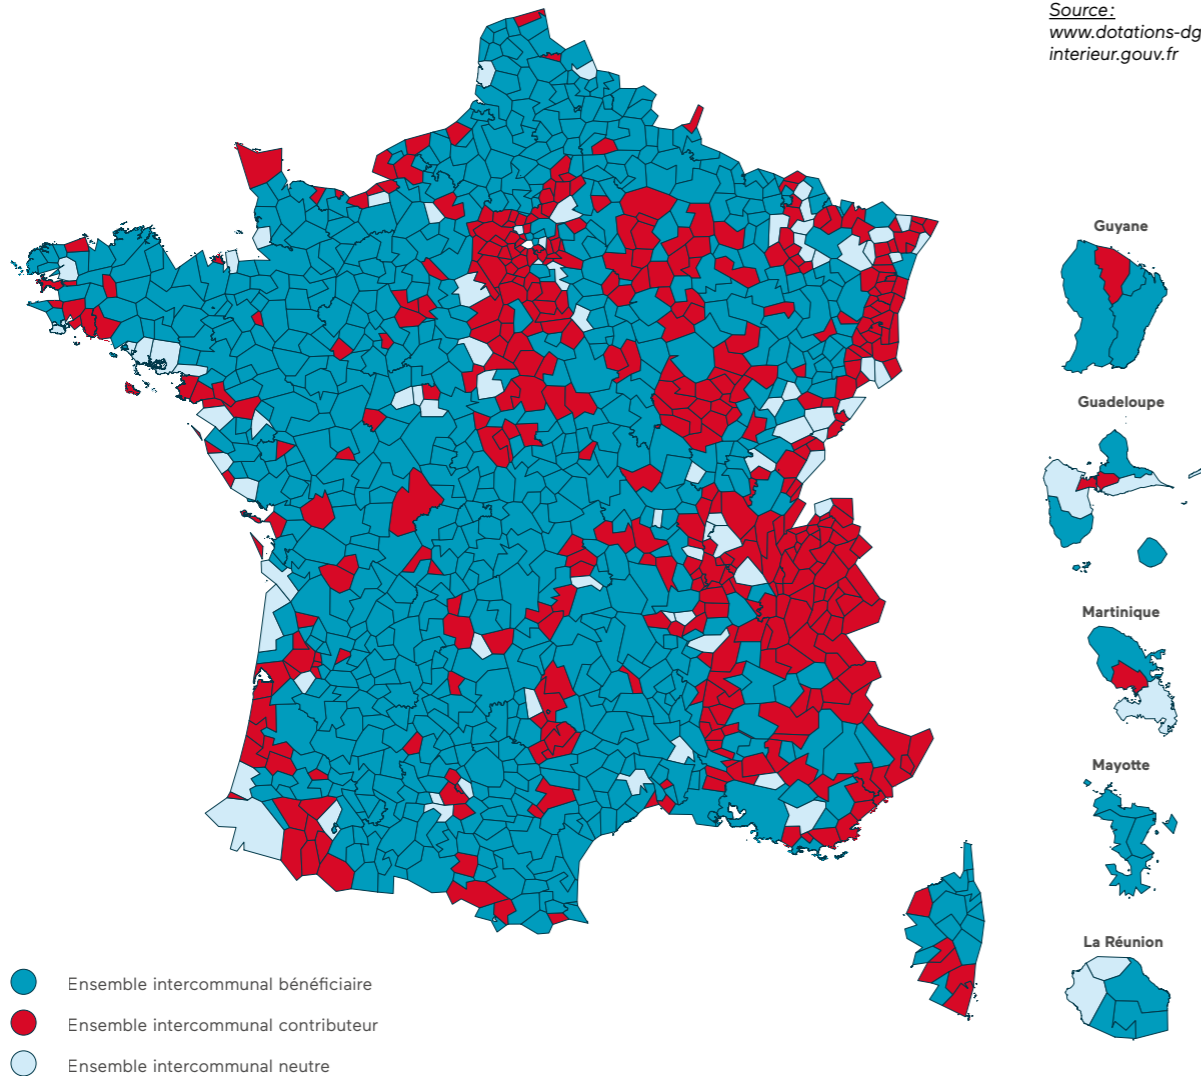 Source:
www.dotations-dg
interieur.gouv.fr
Guyane
Guadeloupe
Martinique
Mayotte
La Réunion
Ensemble intercommunal bénéficiaire
Ensemble intercommunal contributeur
Ensemble intercommunal neutre